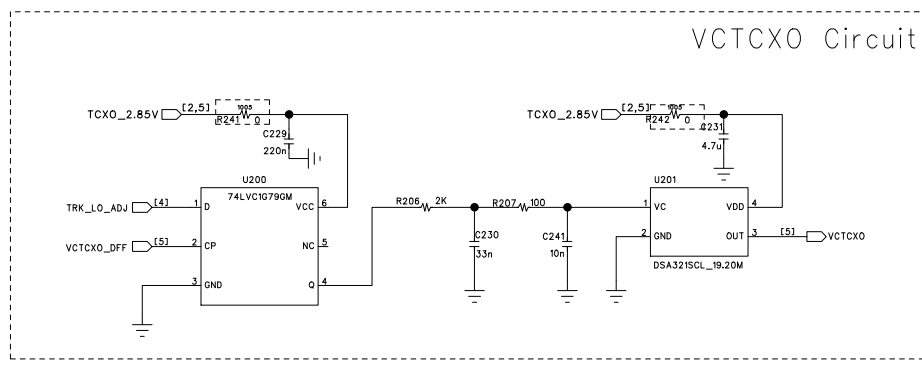 VCTCXO Circuit
TCXO_2.85V
[2,5]
1005
R241
0
C229
220n
TCXO_2.85V
[2,5]
1005
R242
0
C231
4.7u
U200
74LVC1G79GM
TRK_LO_ADJ
[4]
1
D
VCC
6
VCTCXO_DFF
[5]
2
CP
NC
5
3
GND
Q
4
R206
2K
R207
100
C230
33n
C241
10n
U201
1
VC
VDD
4
2
GND
OUT
3
[5]
VCTCXO
DSA321SCL_19.20M